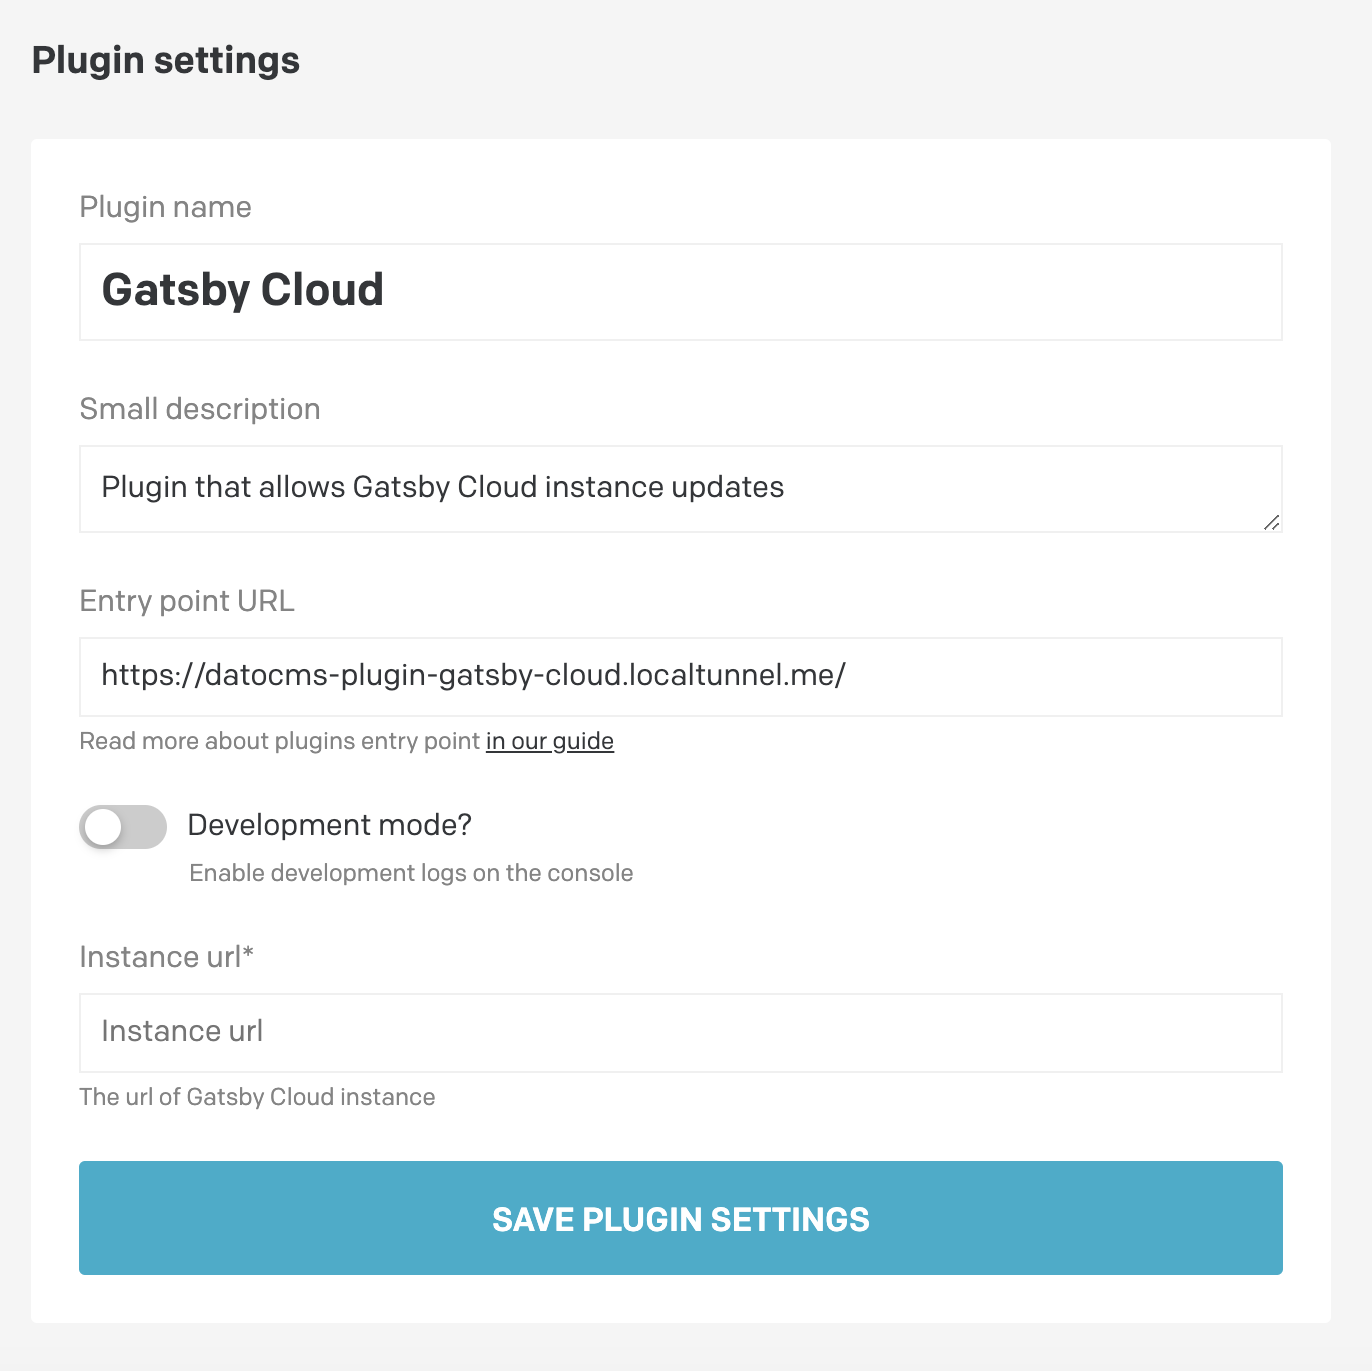 Plugin settings
Plugin name
Gatsby Cloud
Small description
Plugin that allows Gatsby Cloud instance updates
Entry point URL
https://datocms-plugin-gatsby-cloud.localtunnel.me/
Read more about plugins entry point in our guide
Development mode?
Enable development logs on the console
Instance url*
Instance url
The url of Gatsby Cloud instance
SAVE PLUGIN SETTINGS